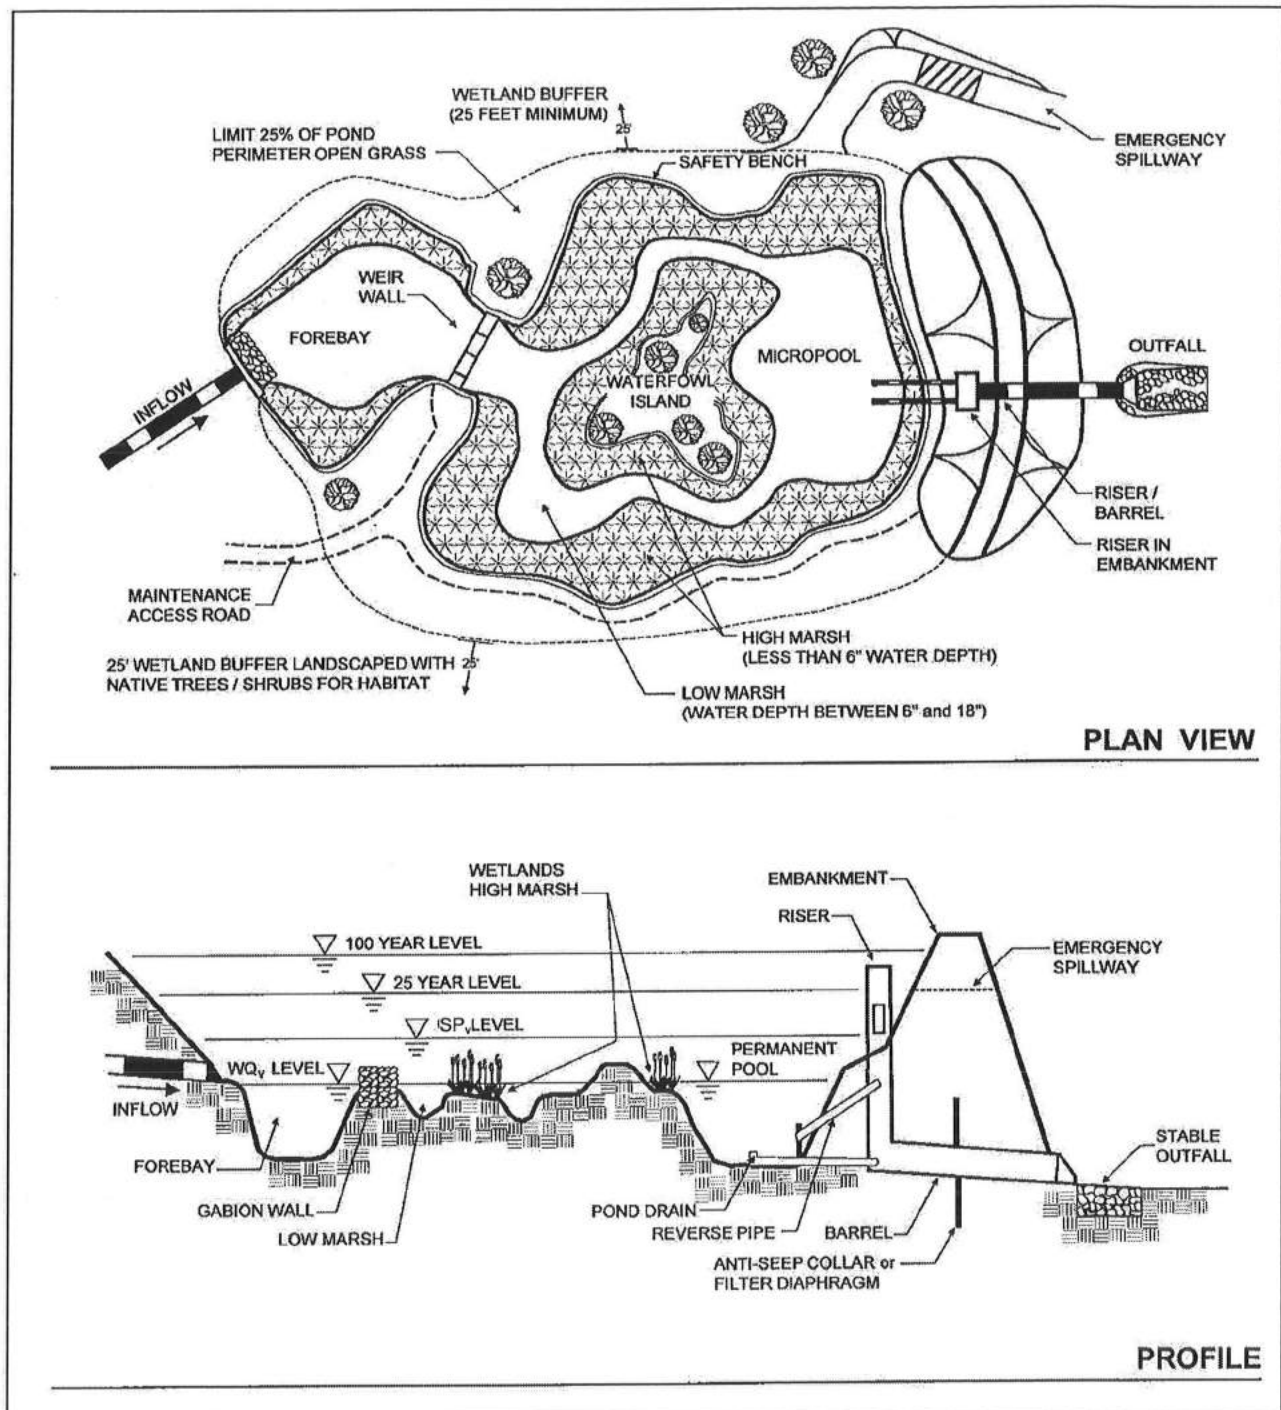 WETLAND BUFFER
(25 FEET MINIMUM)
25'
LIMIT 25% OF POND
PERIMETER OPEN GRASS
SAFETY BENCH
EMERGENCY
SPILLWAY
WEIR
WALL
FOREBAY
MICROPOOL
OUTFALL
WATERFOWL
ISLAND
INFLOW
RISER /
BARREL
RISER IN
EMBANKMENT
MAINTENANCE
ACCESS ROAD
HIGH MARSH
(LESS THAN 6" WATER DEPTH)
25' WETLAND BUFFER LANDSCAPED WITH
NATIVE TREES / SHRUBS FOR HABITAT
25'
LOW MARSH
(WATER DEPTH BETWEEN 6" and 18")
PLAN VIEW
WETLANDS
HIGH MARSH
EMBANKMENT
RISER
100 YEAR LEVEL
EMERGENCY
SPILLWAY
25 YEAR LEVEL
SPv LEVEL
WQv LEVEL
PERMANENT
POOL
INFLOW
FOREBAY
STABLE
OUTFALL
GABION WALL
POND DRAIN
LOW MARSH
REVERSE PIPE
BARREL
ANTI-SEEP COLLAR or
FILTER DIAPHRAGM
PROFILE